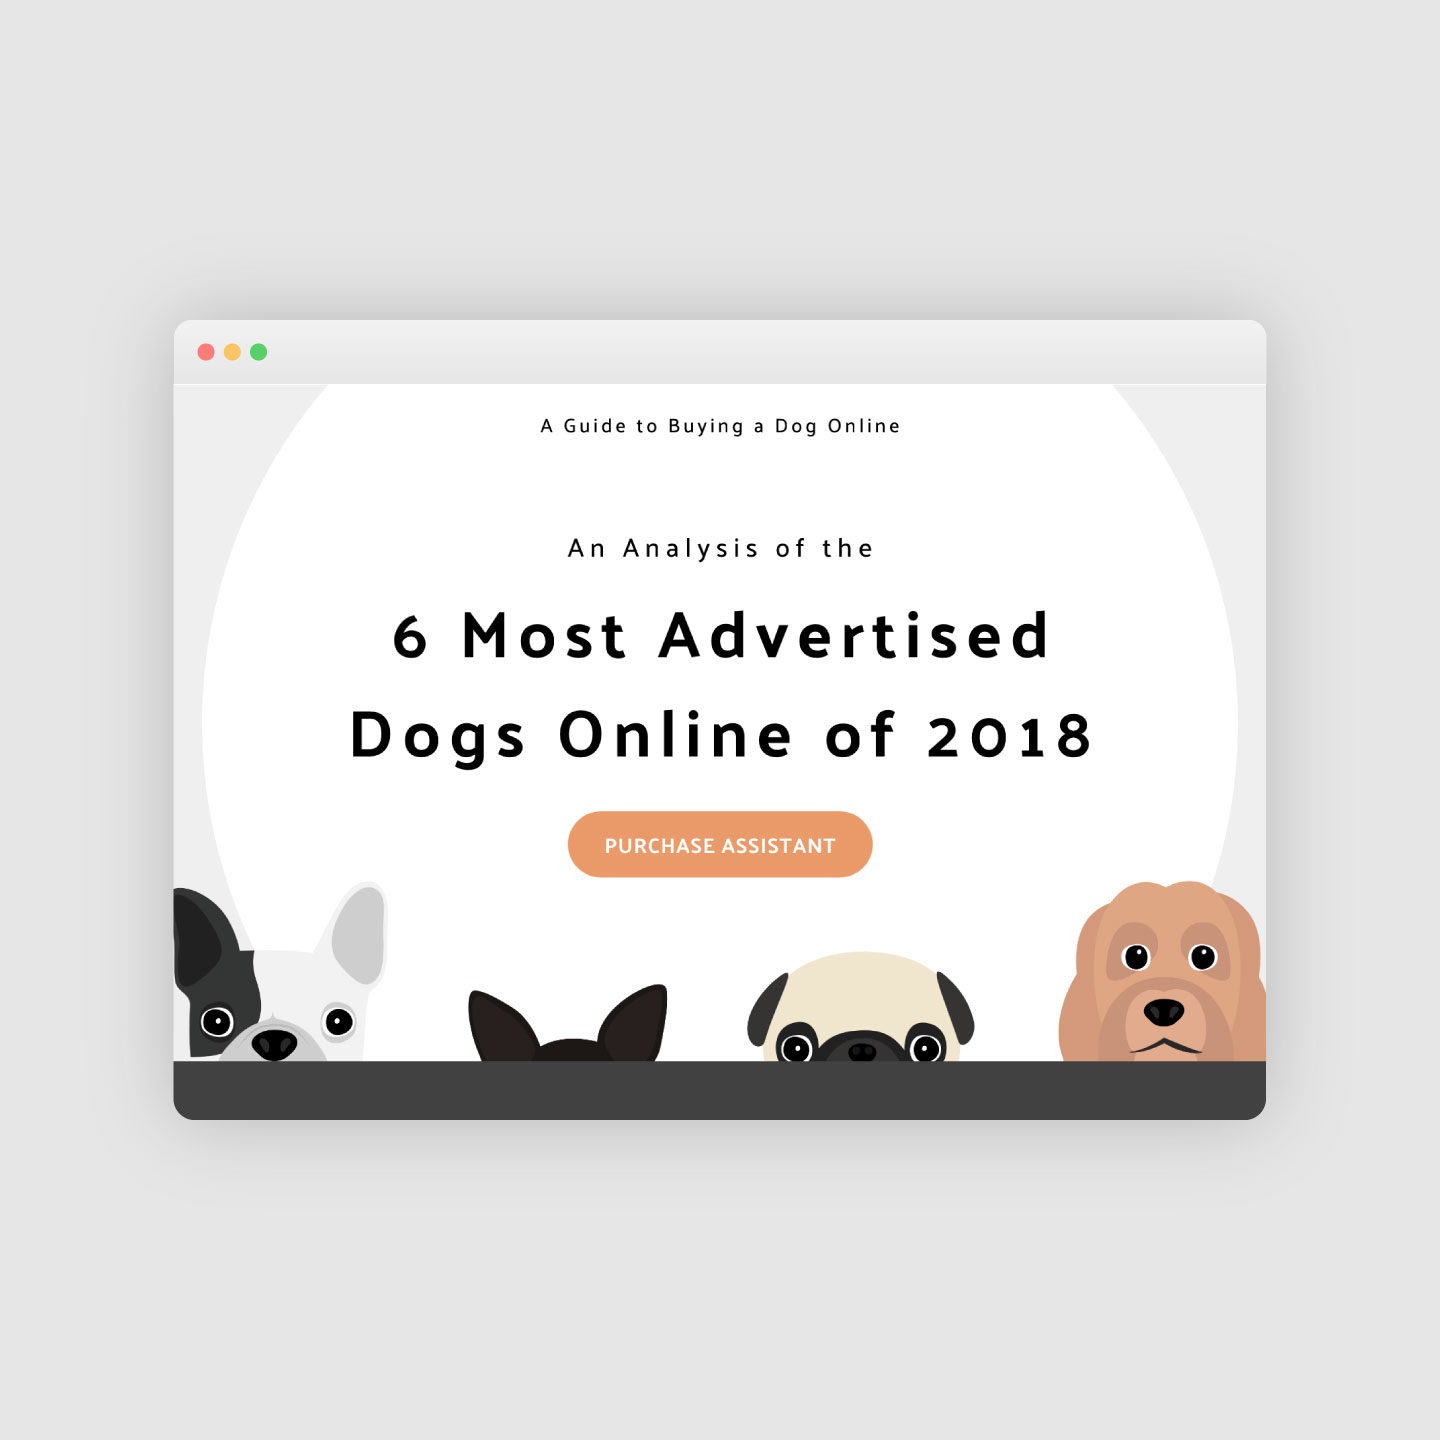 A Guide to Buying a Dog Online
An Analysis of the
6 Most Advertised
Dogs Online of 2018
PURCHASE ASSISTANT